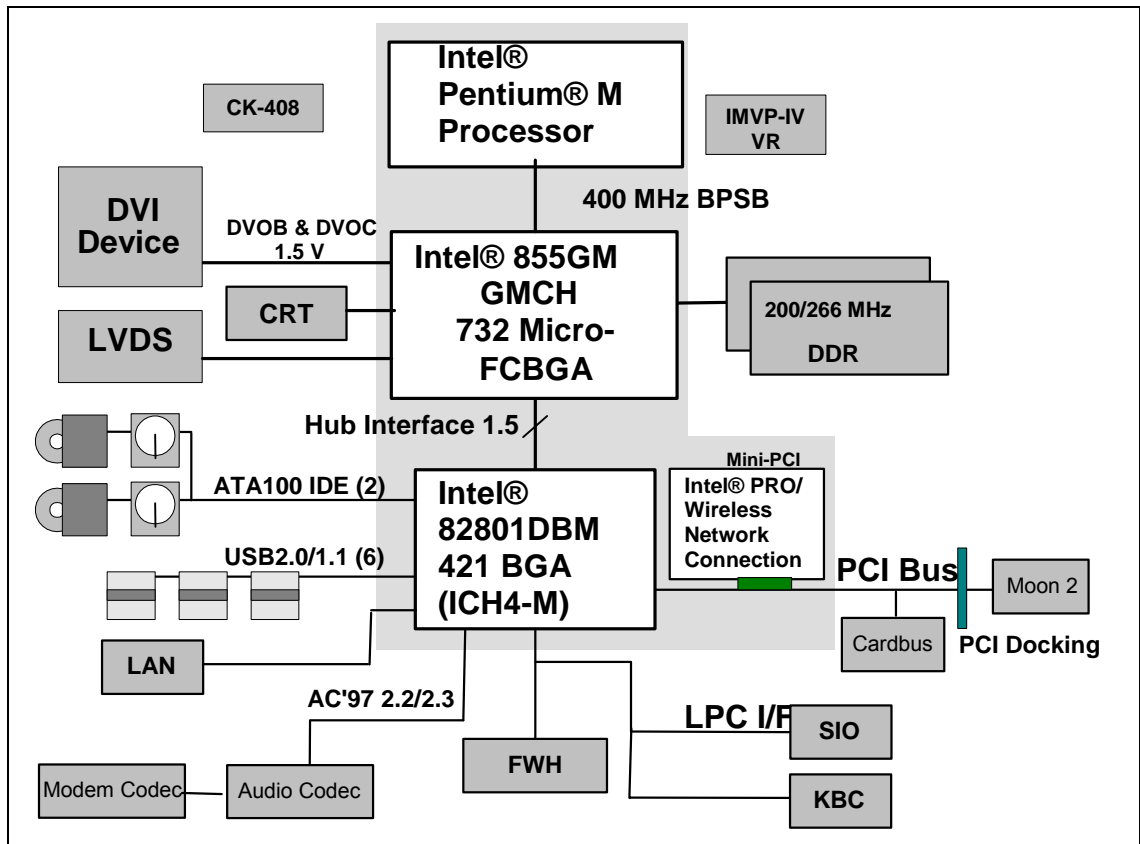 Intel®
Pentium® M
Processor
CK-408
IMVP-IV
VR
400 MHz BPSB
DVI
Device
DVOB & DVOC
1.5 V
Intel® 855GM
GMCH
732 Micro-
FCBGA
CRT
LVDS
200/266 MHz
DDR
Hub Interface 1.5
Mini-PCI
Intel® PRO/
Wireless
Network
Connection
ATA100 IDE (2)
Intel®
82801DBM
421 BGA
(ICH4-M)
USB2.0/1.1 (6)
PCI Bus
Moon 2
Cardbus
PCI Docking
LAN
AC'97 2.2/2.3
LPC I/F
SIO
FWH
Modem Codec
Audio Codec
KBC